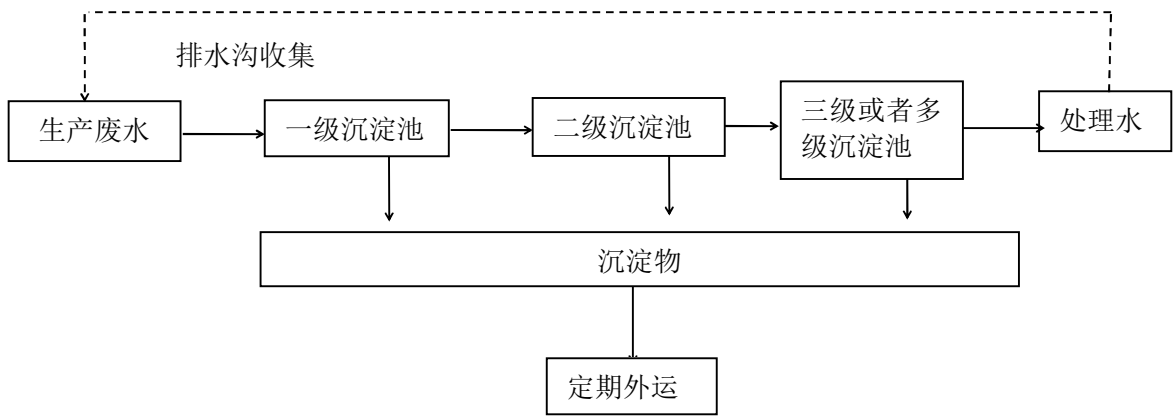 排水沟收集
生产废水
一级沉淀池
二级沉淀池
三级或者多
级沉淀池
处理水
沉淀物
定期外运